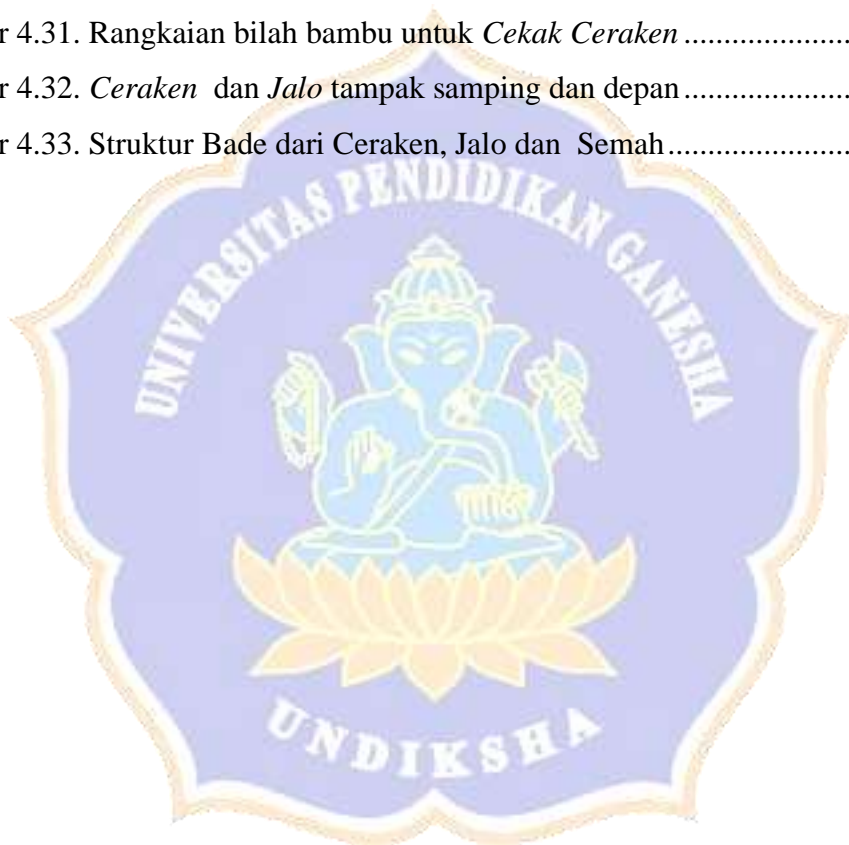 r 4.31. Rangkaian bilah bambu untuk Cekak Ceraken ....................
r 4.32. Ceraken dan Jalo tampak samping dan depan ....................
r 4.33. Struktur Bade dari Ceraken, Jalo dan Semah ......................
UNIVERSITAS PENDIDIKAN GANESHA
UNDIKSHA